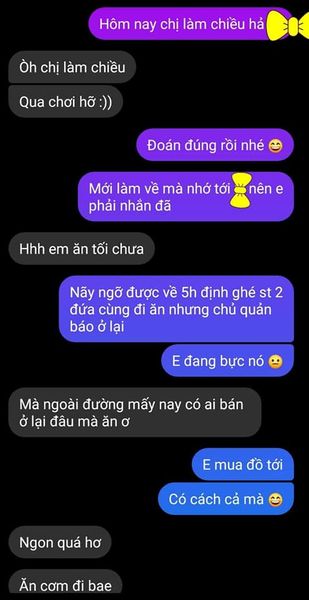 Hôm nay chị làm chiều hả
Òh chị làm chiều
Qua chơi hỡ :))
Đoán đúng rồi nhé 😄
Mới làm về mà nhớ tới nên e
phải nhắn đã
Hhh em ăn tối chưa
Nãy ngỡ được về 5h định ghé st 2
đứa cùng đi ăn nhưng chủ quán
báo ở lại
E đang bực nó 😕
Mà ngoài đường mấy nay có ai bán
ở lại đâu mà ăn ơ
E mua đồ tới
Có cách cả mà 😄
Ngon quá hơ
Ăn cơm đi bae